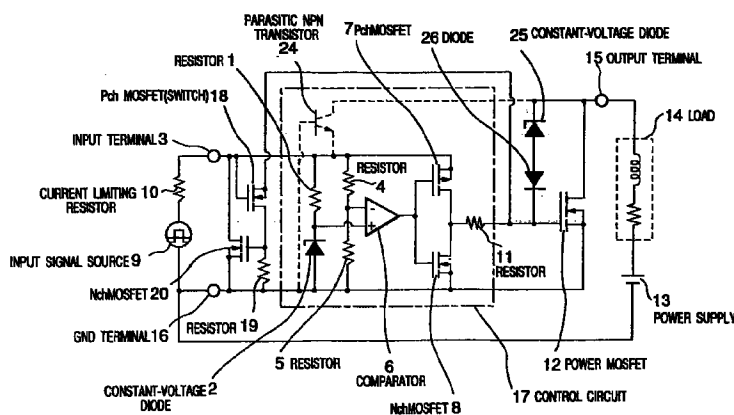 PARASITIC NPN
TRANSISTOR
24
7 PchMOSFET
26 DIODE
25 CONSTANT-VOLTAGE DIODE
15 OUTPUT TERMINAL
RESISTOR 1
Pch MOSFET(SWITCH) 18
14 LOAD
INPUT TERMINAL 3
RESISTOR
4
CURRENT LIMITING
10 RESISTOR
-
+
11
RESISTOR
INPUT SIGNAL SOURCE 9
NchMOSFET 20
13
POWER SUPPLY
GND TERMINAL 16
RESISTOR 19
5 RESISTOR
6
COMPARATOR
12 POWER MOSFET
CONSTANT-VOLTAGE 2
DIODE
NchMOSFET 8
17 CONTROL CIRCUIT